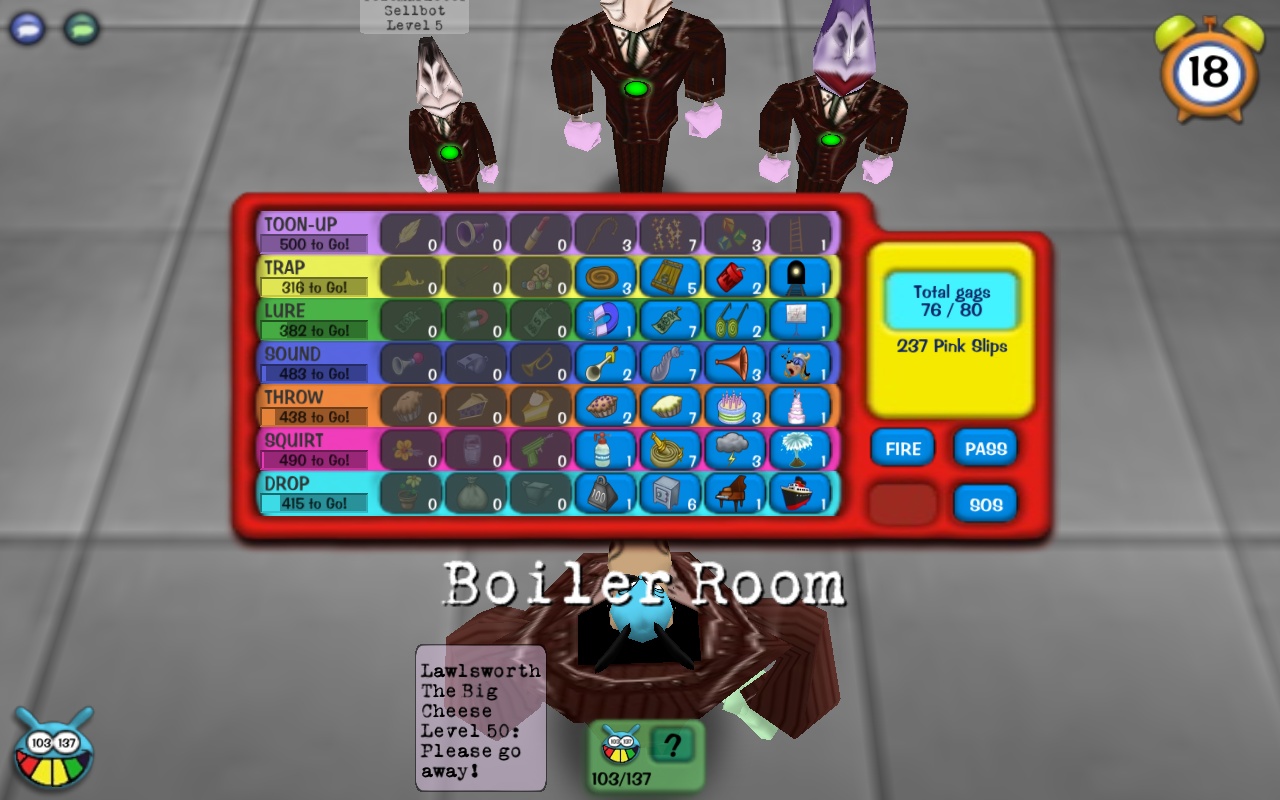 Sellbot
Level 5
18
TOON-UP
500 to Go!
0 0 0 3 7 3 1
TRAP
316 to Go!
0 0 0 3 5 2 1
LURE
382 to Go!
0 0 0 1 7 2 1
SOUND
483 to Go!
0 0 0 2 7 3 1
THROW
438 to Go!
0 0 0 2 7 3 1
SQUIRT
490 to Go!
0 0 0 1 7 3 1
DROP
415 to Go!
0 0 0 1 6 1 1
Total gags
76 / 80
237 Pink Slips
FIRE PASS
SOS
Boiler Room
Lawlsworth
The Big
Cheese
Level 50:
Please go
away!
?
103/137
103 137